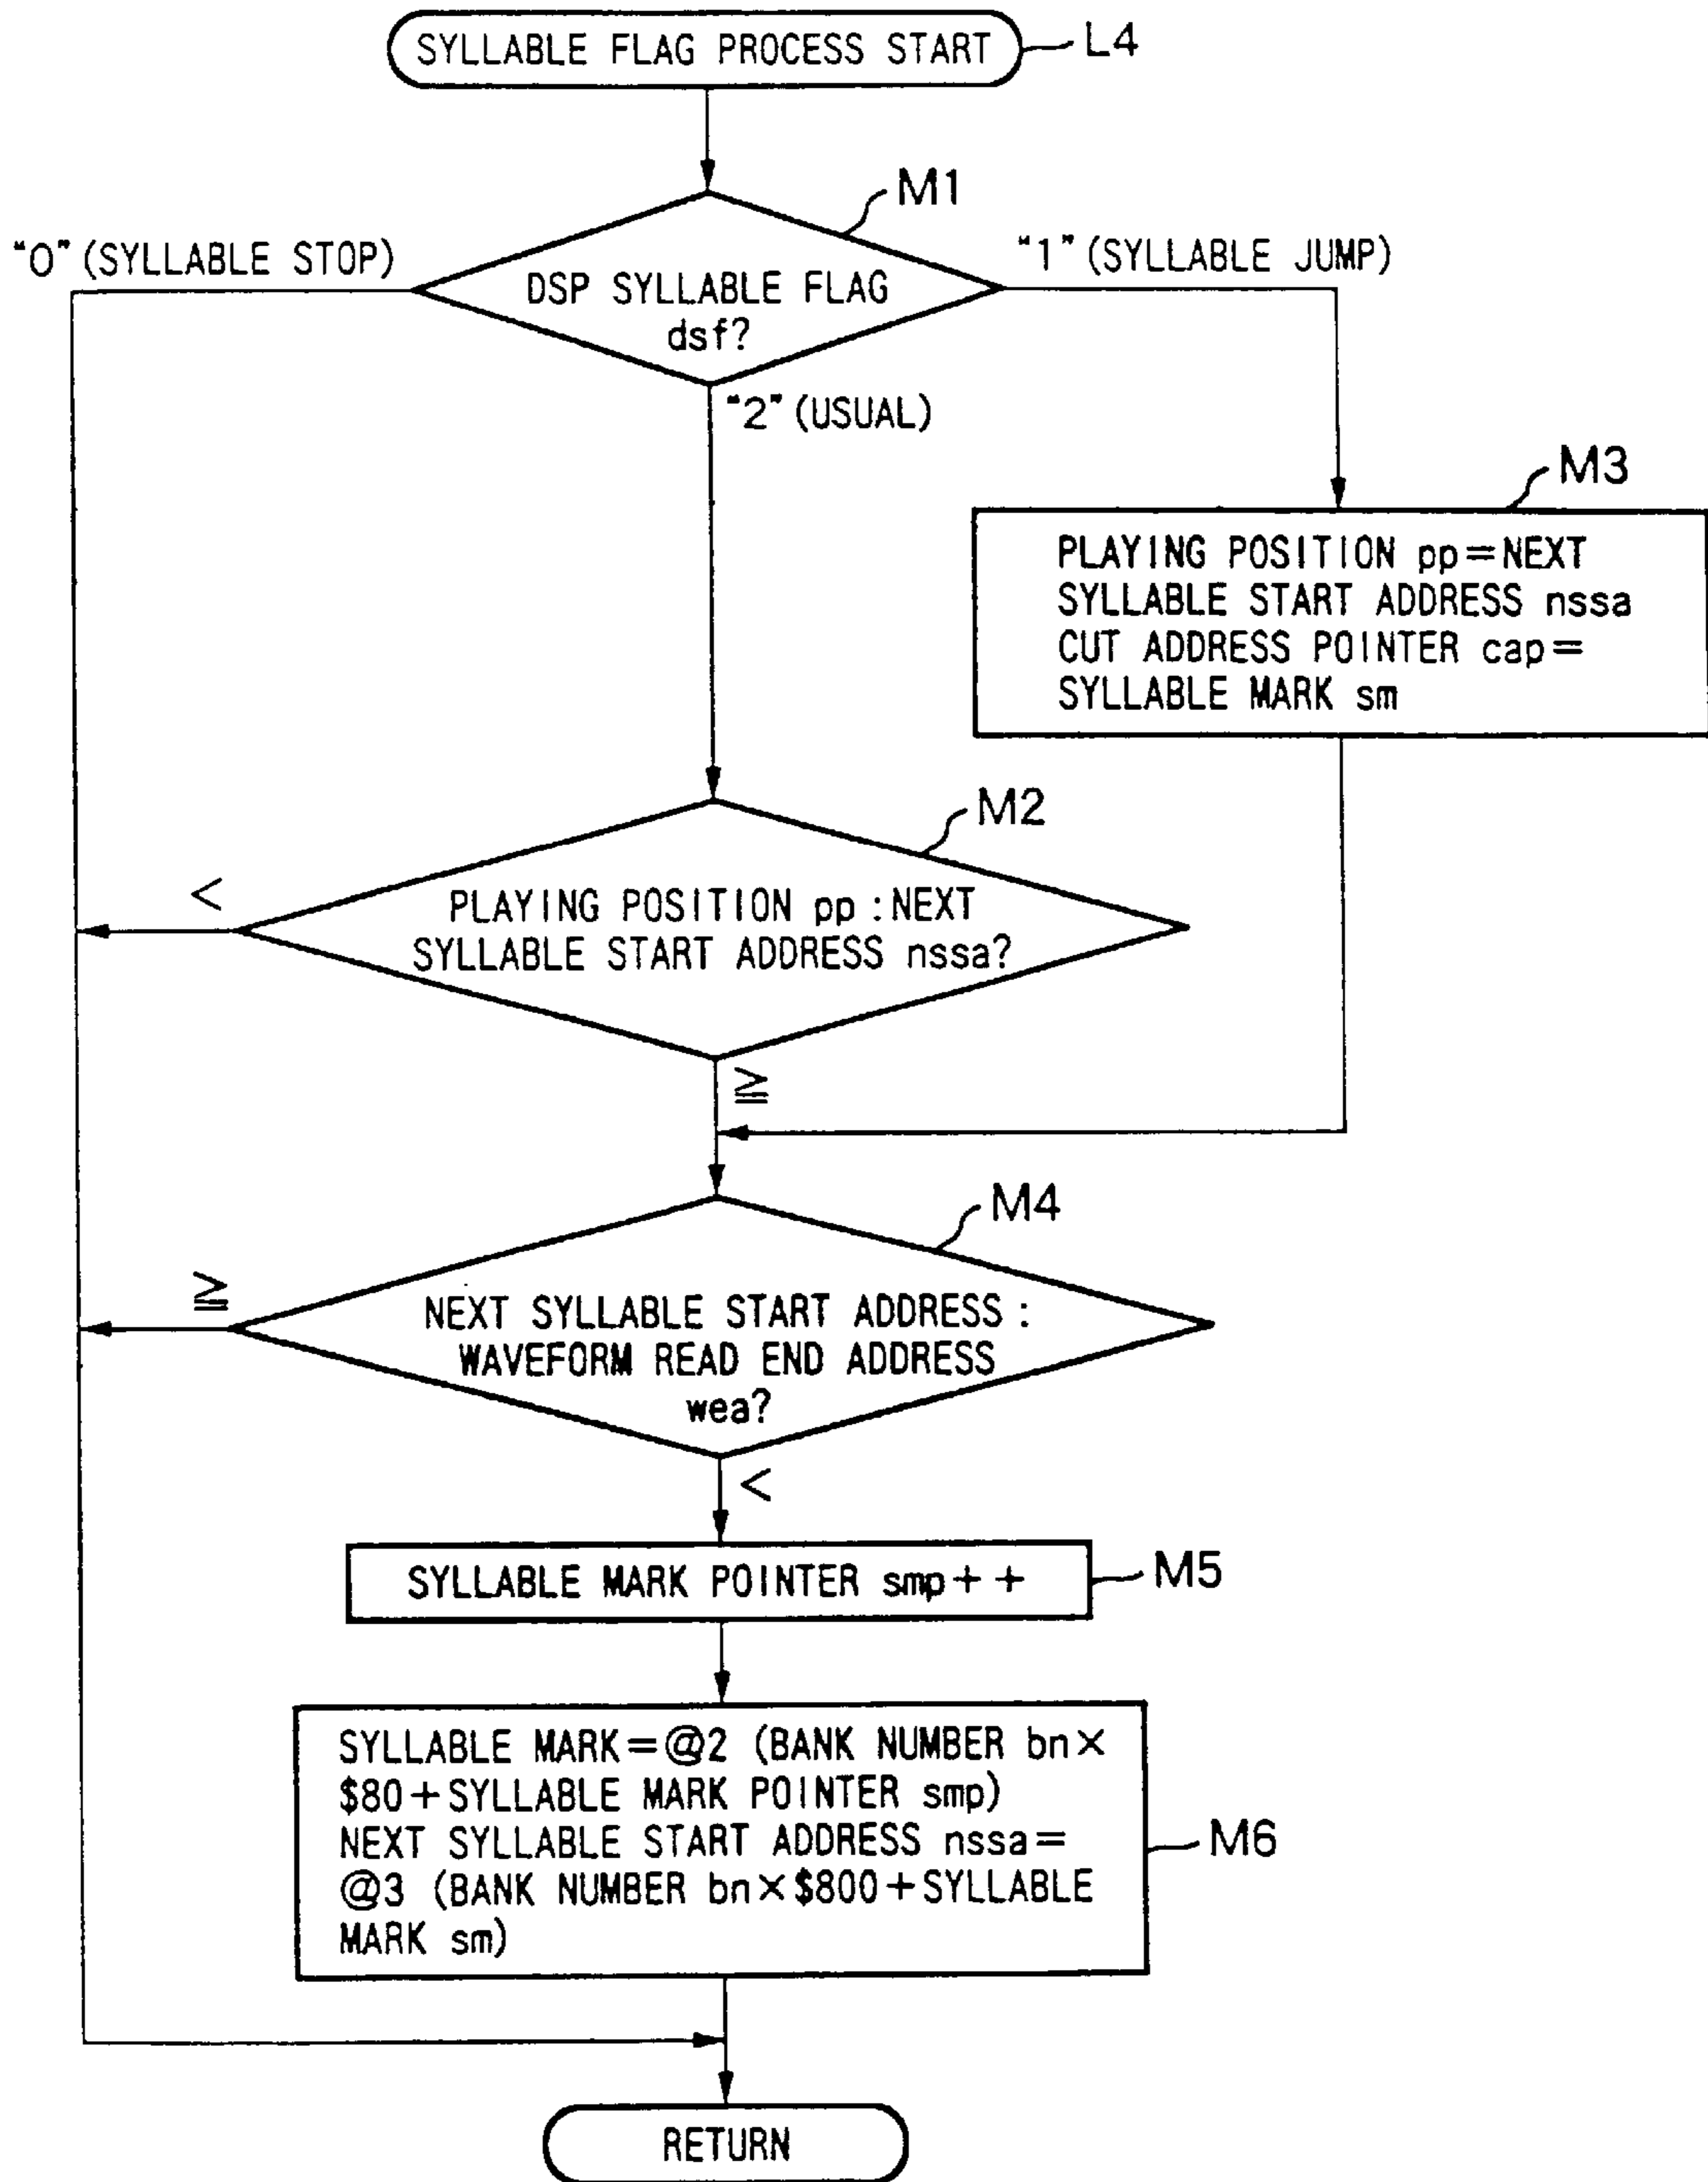 SYLLABLE FLAG PROCESS START
L4
M1
"0" (SYLLABLE STOP)
"1" (SYLLABLE JUMP)
DSP SYLLABLE FLAG
dsf?
"2" (USUAL)
M3
PLAYING POSITION pp=NEXT
SYLLABLE START ADDRESS nssa
CUT ADDRESS POINTER cap=
SYLLABLE MARK sm
M2
<
PLAYING POSITION pp :NEXT
SYLLABLE START ADDRESS nssa?
≧
M4
≧
NEXT SYLLABLE START ADDRESS :
WAVEFORM READ END ADDRESS
wea?
<
SYLLABLE MARK POINTER smp++
M5
SYLLABLE MARK=@2 (BANK NUMBER bn×
$80+SYLLABLE MARK POINTER smp)
NEXT SYLLABLE START ADDRESS nssa=
@3 (BANK NUMBER bn×$800+SYLLABLE
MARK sm)
M6
RETURN